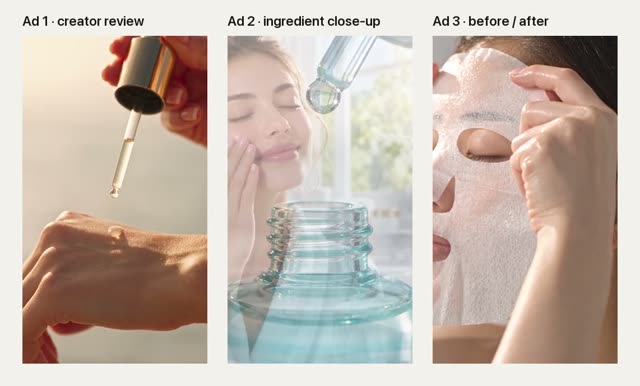 Ad 1 · creator review
Ad 2 · ingredient close-up
Ad 3 · before / after